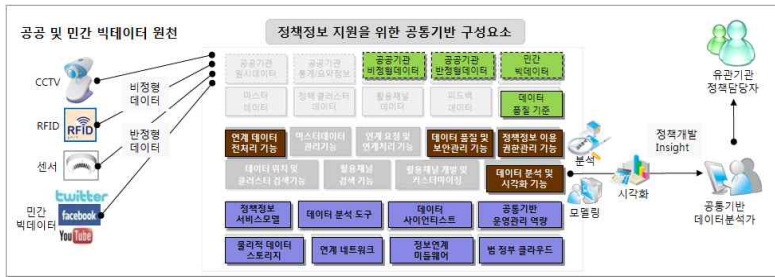 공공 및 민간 빅테이터 원천
정책정보 지원을 위한 공통기반 구성요소
CCTV
RFID
RFID
센서
twitter
facebook
YouTube
민간
빅데이터
비정형
데이터
반정형
데이터
공공기관
원시데이터
공공기관
통계/요약정보
공공기관
비정형데이터
공공기관
반정형데이터
민간
빅데이터
마스터
데이터
정책 클러스터
데이터
활용채널
데이터
피드백
데이터
데이터
품질 기준
연계 데이터
전처리 기능
마스터데이터
관리기능
연계 요청 및
연계처리 기능
데이터 품질 및
보안관리 기능
정책정보 이용
권한관리 기능
데이터 위치 및
클러스터 검색기능
활용채널
검색 기능
활용채널 개발 및
커스터마이징
데이터 분석 및
시각화 기능
정책정보
서비스모델
데이터 분석 도구
데이터
사이언티스트
공통기반
운영관리 역량
물리적 데이터
스토리지
연계 네트워크
정보연계
미들웨어
범 정부 클라우드
분석
모델링
시각화
정책개발
Insight
유관기관
정책담당자
공통기반
데이터분석가